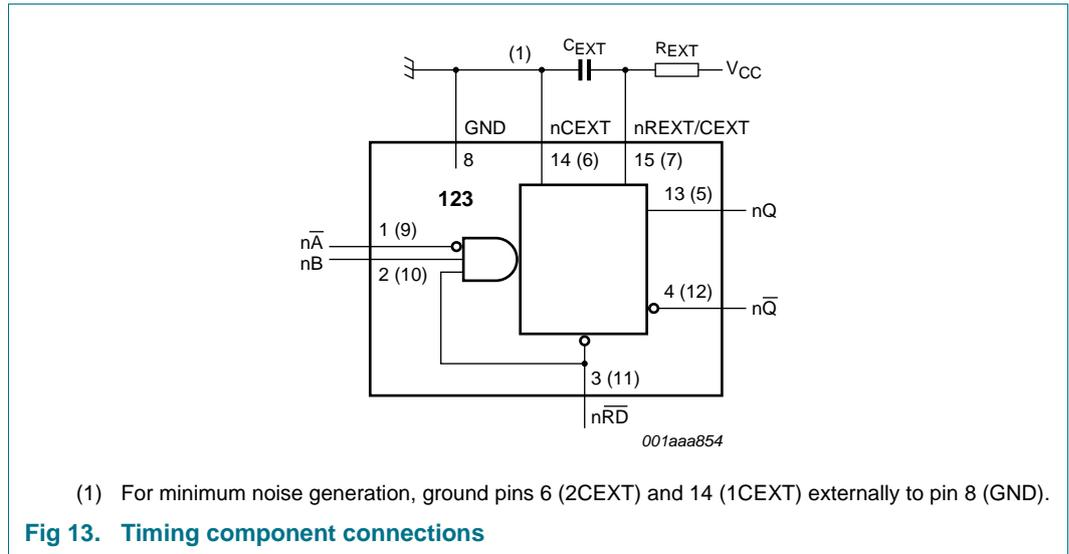 (1)
CEXT
REXT
VCC
GND
nCEXT
nREXT/CEXT
8
14 (6)
15 (7)
123
13 (5)
nQ
1 (9)
nA̅
nB
2 (10)
4 (12)
nQ̅
3 (11)
nR̅D̅
001aaa854
(1) For minimum noise generation, ground pins 6 (2CEXT) and 14 (1CEXT) externally to pin 8 (GND).
Fig 13. Timing component connections